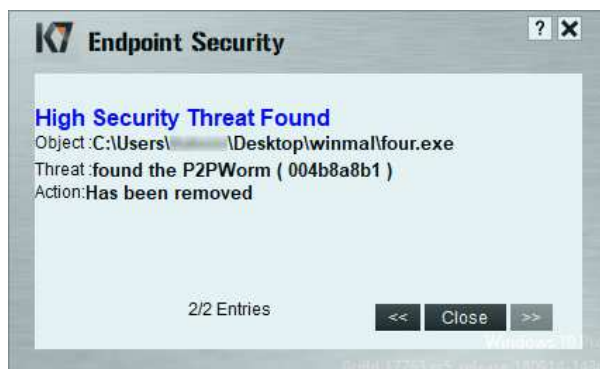 K7 Endpoint Security
? X
High Security Threat Found
Object :C:\Users\ \Desktop\winmal\four.exe
Threat :found the P2PWorm ( 004b8a8b1 )
Action:Has been removed
2/2 Entries
<< Close >>
Windows 10 Pro